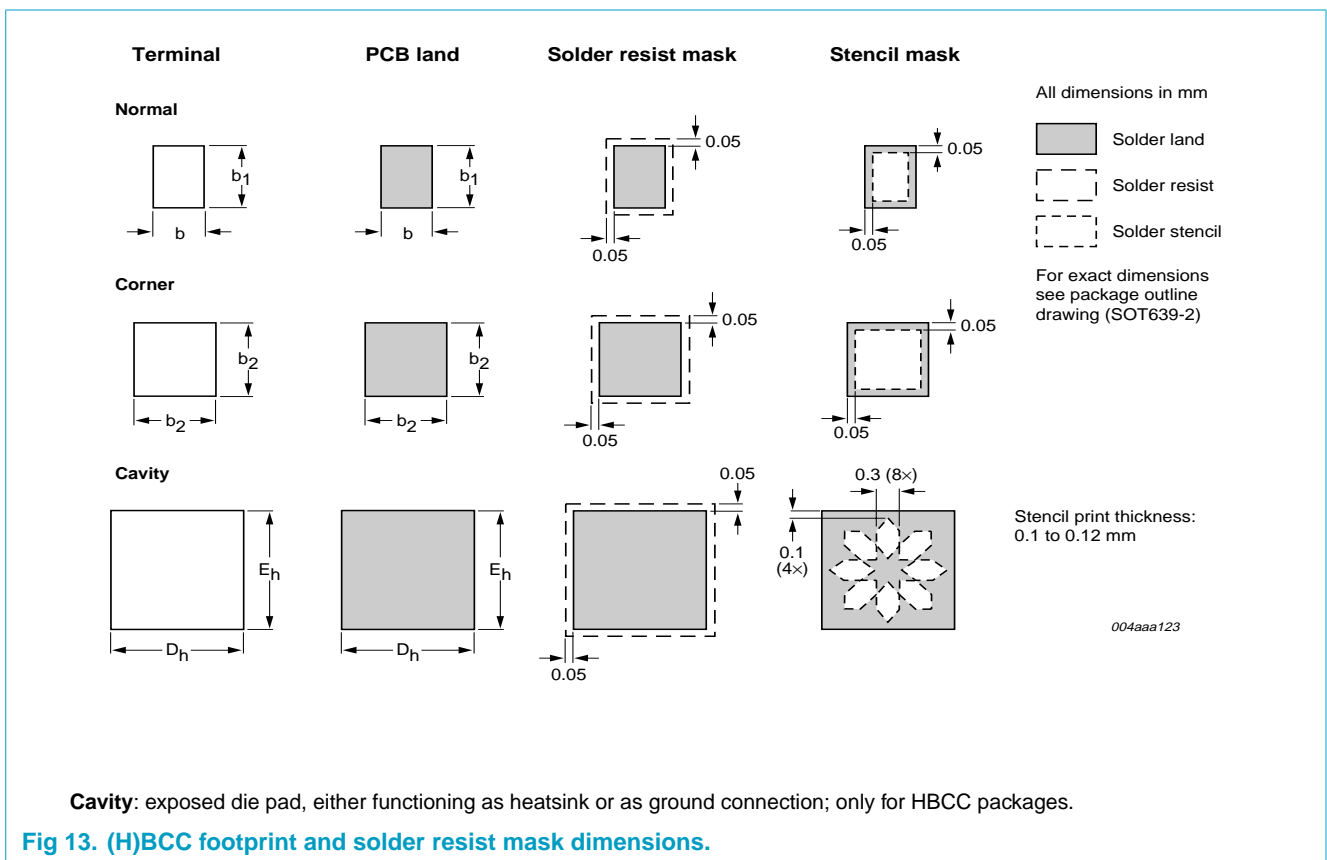 Terminal PCB land Solder resist mask Stencil mask
All dimensions in mm
Solder land
Solder resist
Solder stencil
For exact dimensions
see package outline
drawing (SOT639-2)
Normal
b1 b1 0.05 0.05
b b 0.05 0.05
Corner
b2 b2 0.05 0.05
b2 b2 0.05 0.05
Cavity
0.05 0.3 (8×)
Eh Eh 0.1
(4×)
Dh Dh 0.05
Stencil print thickness:
0.1 to 0.12 mm
004aaa123
Cavity: exposed die pad, either functioning as heatsink or as ground connection; only for HBCC packages.
Fig 13. (H)BCC footprint and solder resist mask dimensions.